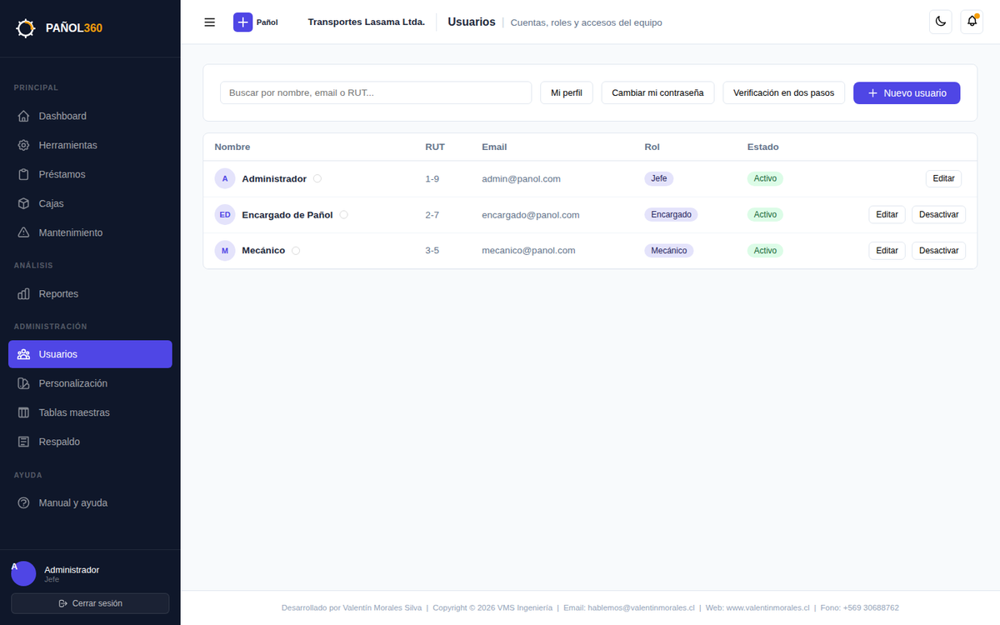 PAÑOL360
PRINCIPAL
Dashboard
Herramientas
Préstamos
Cajas
Mantenimiento
ANÁLISIS
Reportes
ADMINISTRACIÓN
Usuarios
Personalización
Tablas maestras
Respaldo
AYUDA
Manual y ayuda
A
Administrador
Jefe
Cerrar sesión
Pañol
Transportes Lasama Ltda.
Usuarios | Cuentas, roles y accesos del equipo
Buscar por nombre, email o RUT...
Mi perfil
Cambiar mi contraseña
Verificación en dos pasos
Nuevo usuario
Nombre RUT Email Rol Estado
A Administrador 1-9 admin@panol.com Jefe Activo Editar
ED Encargado de Pañol 2-7 encargado@panol.com Encargado Activo Editar Desactivar
M Mecánico 3-5 mecanico@panol.com Mecánico Activo Editar Desactivar
Desarrollado por Valentín Morales Silva | Copyright © 2026 VMS Ingeniería | Email: hablemos@valentinmorales.cl | Web: www.valentinmorales.cl | Fono: +569 30688762